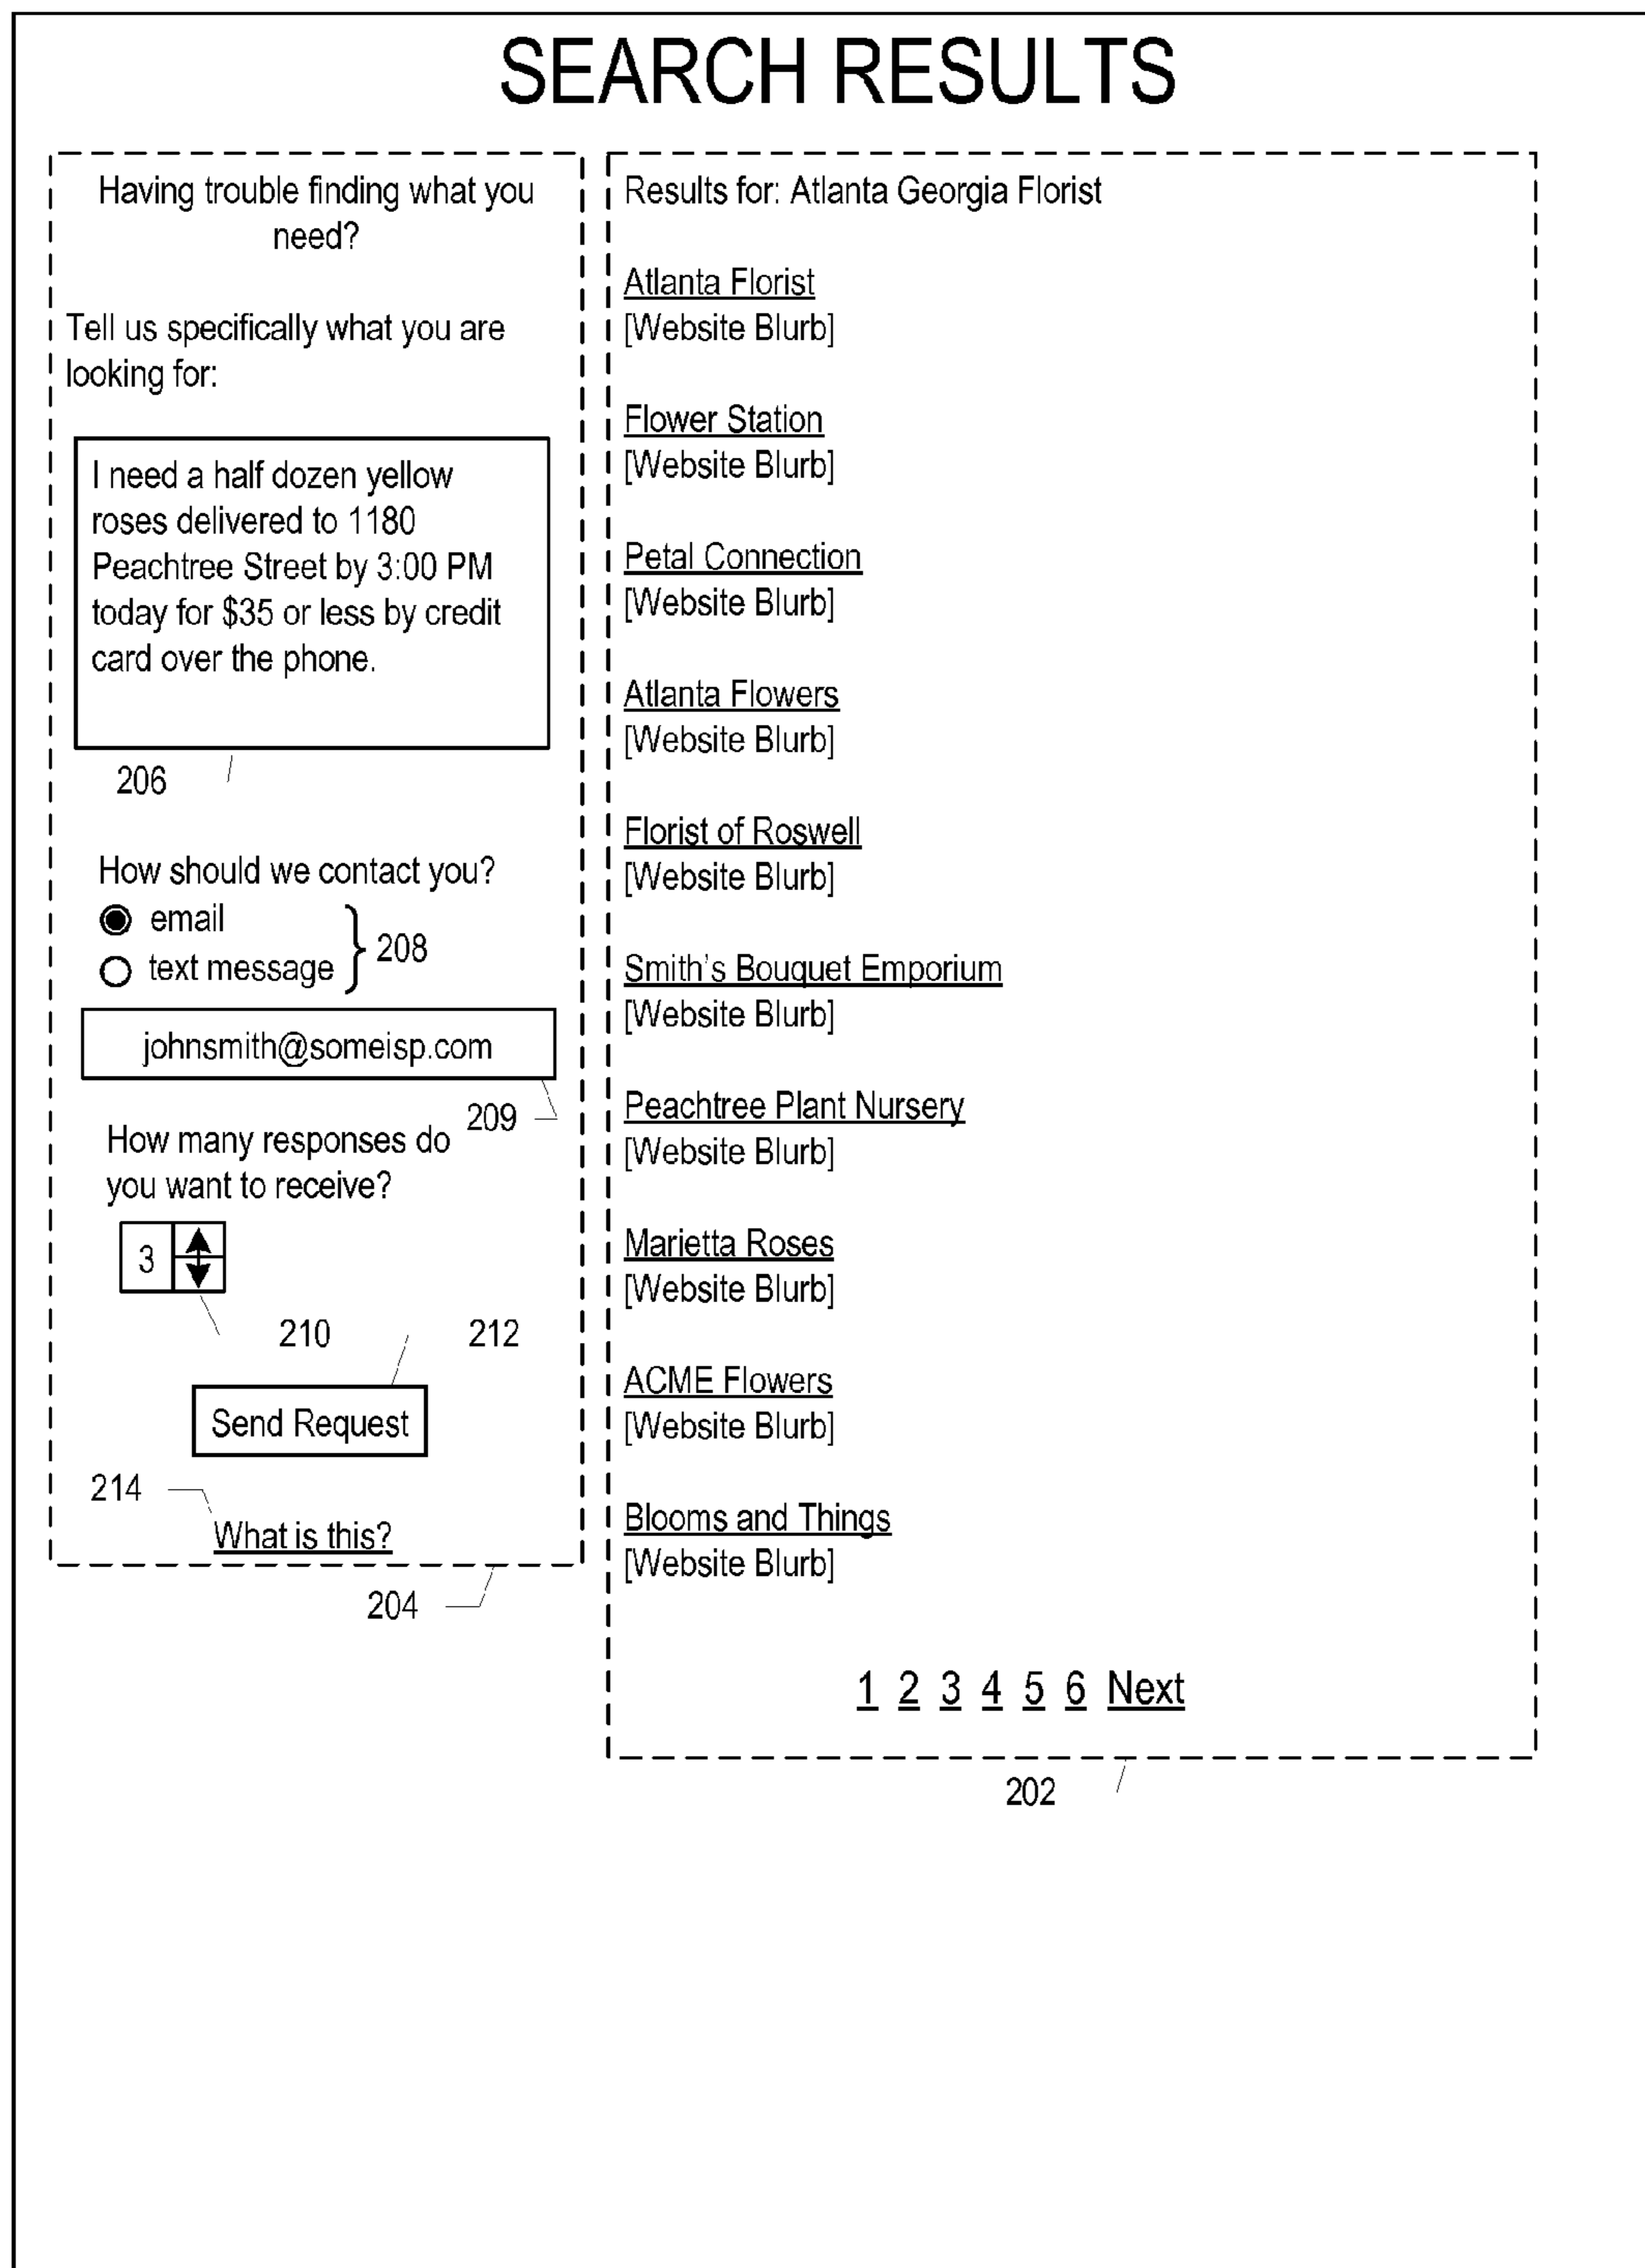 SEARCH RESULTS
Having trouble finding what you
need?
Tell us specifically what you are
looking for:
I need a half dozen yellow
roses delivered to 1180
Peachtree Street by 3:00 PM
today for $35 or less by credit
card over the phone.
206
How should we contact you?
email
text message
208
johnsmith@someisp.com
209
How many responses do
you want to receive?
3
210
212
Send Request
214
What is this?
204
Results for: Atlanta Georgia Florist
Atlanta Florist
[Website Blurb]
Flower Station
[Website Blurb]
Petal Connection
[Website Blurb]
Atlanta Flowers
[Website Blurb]
Florist of Roswell
[Website Blurb]
Smith's Bouquet Emporium
[Website Blurb]
Peachtree Plant Nursery
[Website Blurb]
Marietta Roses
[Website Blurb]
ACME Flowers
[Website Blurb]
Blooms and Things
[Website Blurb]
1 2 3 4 5 6 Next
202